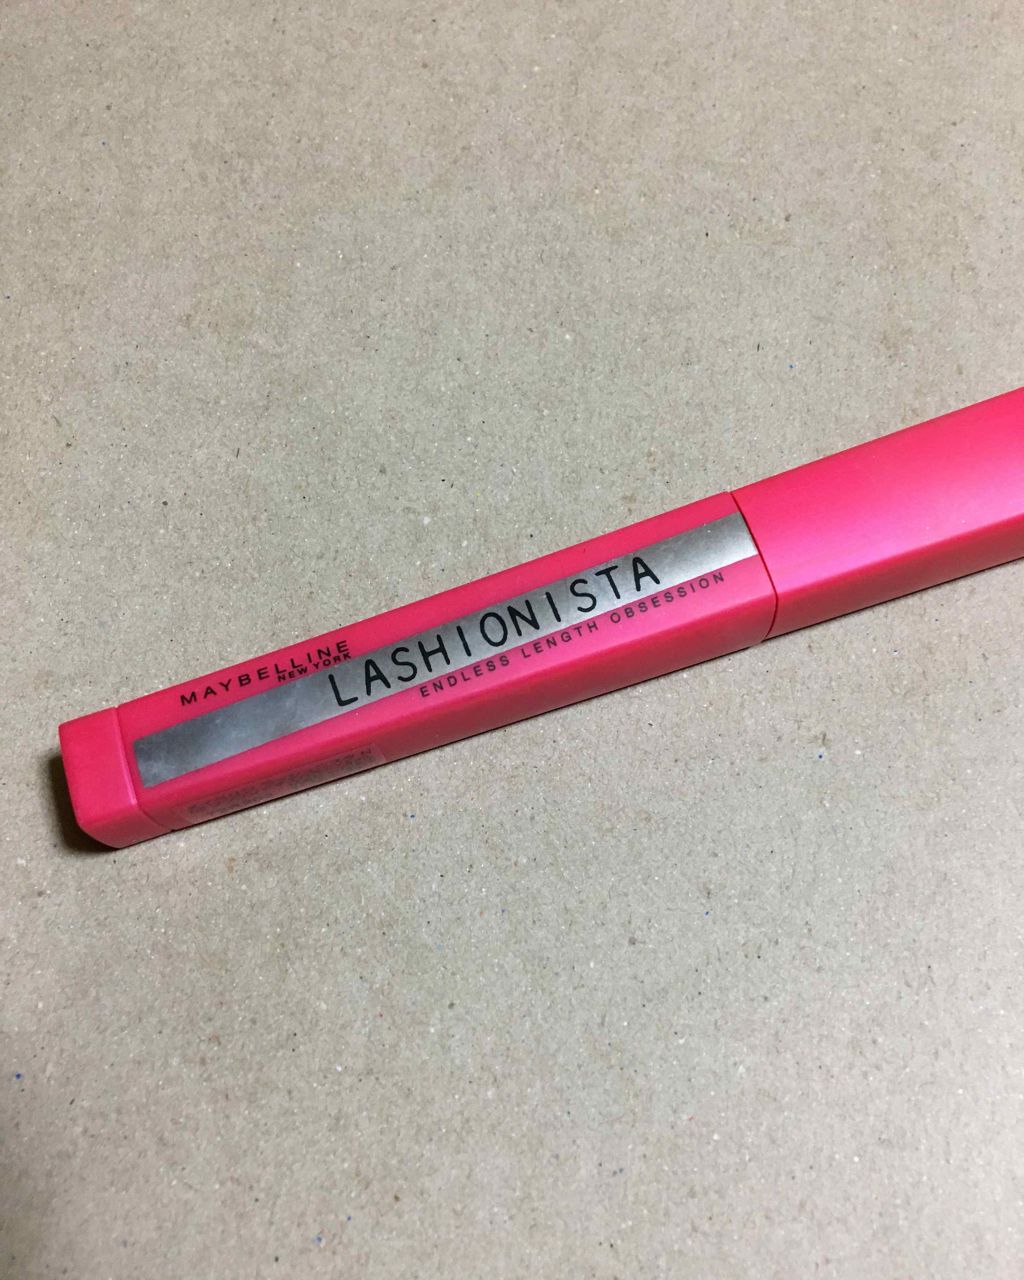 MAYBELLINE
NEW YORK
LASHIONISTA
ENDLESS LENGTH OBSESSION